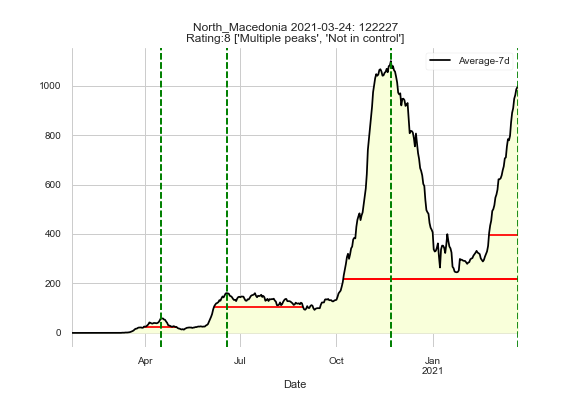 North_Macedonia 2021-03-24: 122227
Rating:8 ['Multiple peaks', 'Not in control']
Average-7d
1000
800
600
400
200
0
Apr
Jul
Oct
Jan
2021
Date